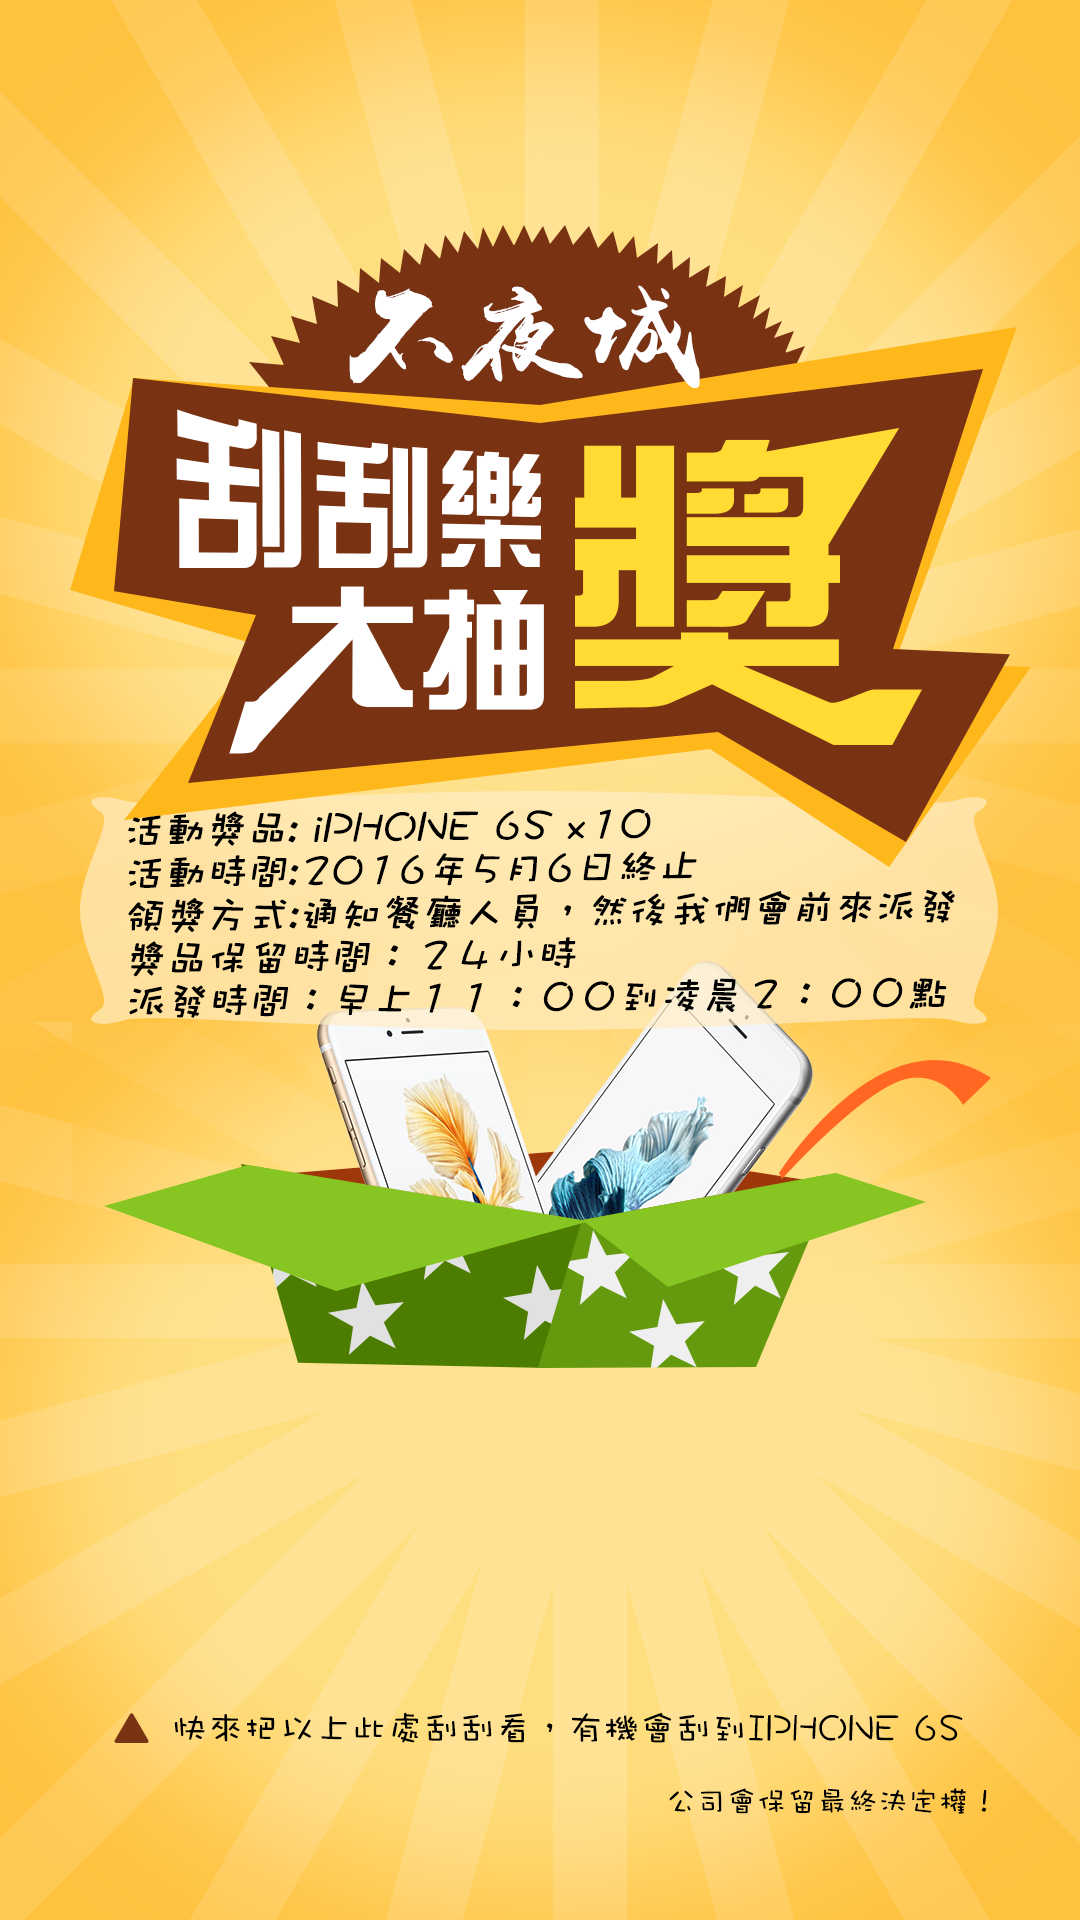 不夜城
刮刮樂
大抽獎
活動獎品: iPHONE 6S x10
活動時間:2016年5月6日終止
領獎方式:通知餐廳人員，然後我們會前來派發
獎品保留時間：24小時
派發時間：早上11：00到凌晨2：00點
快來把以上此處刮刮看，有機會刮到IPHONE 6S
公司會保留最終決定權！